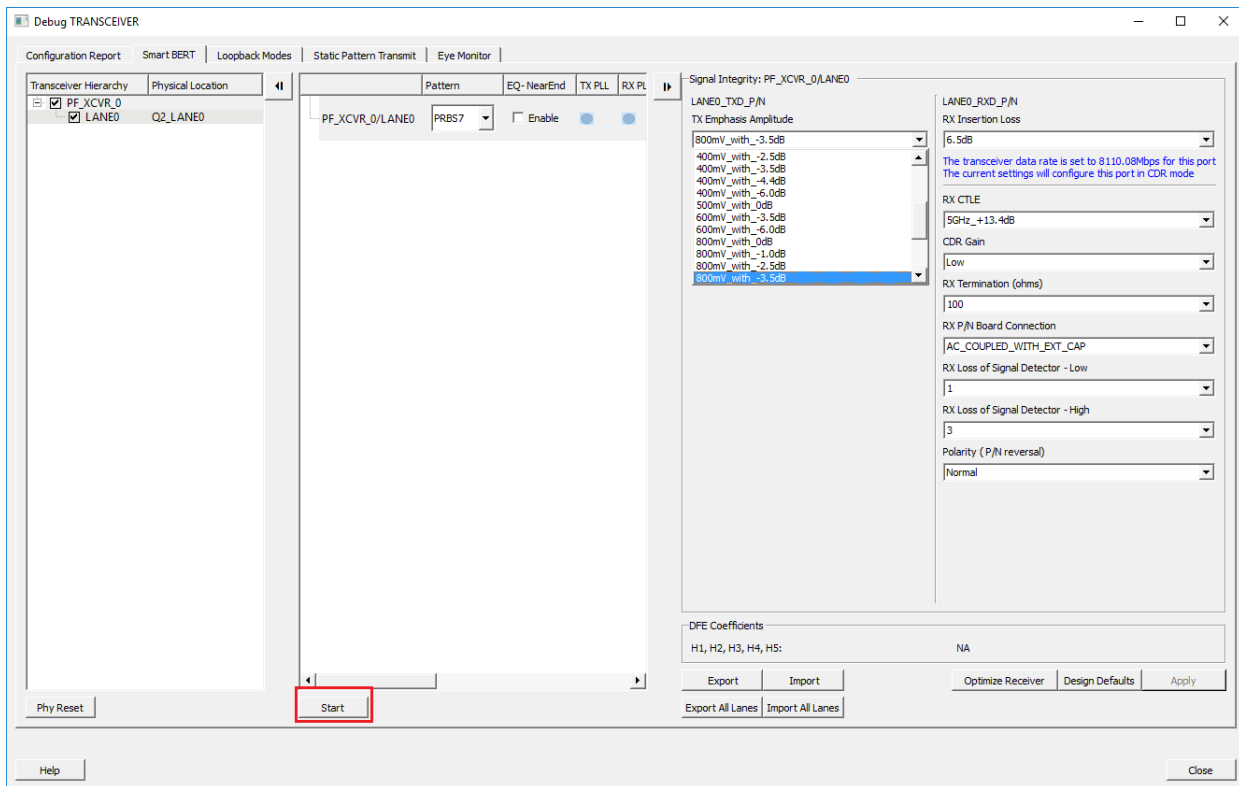 Debug TRANSCEIVER
Configuration Report Smart BERT Loopback Modes Static Pattern Transmit Eye Monitor
Transceiver Hierarchy Physical Location
PF_XCVR_0
LANE0 Q2_LANE0
Phy Reset
Pattern EQ-NearEnd TX PLL RX PL
PF_XCVR_0/LANE0 PRBS7 Enable
Start
Signal Integrity: PF_XCVR_0/LANE0
LANE0_TXD_P/N
TX Emphasis Amplitude
800mV_with_-3.5dB
400mV_with_-2.5dB
400mV_with_-3.5dB
400mV_with_-4.4dB
400mV_with_-6.0dB
500mV_with_0dB
600mV_with_-3.5dB
600mV_with_-6.0dB
800mV_with_0dB
800mV_with_-1.0dB
800mV_with_-2.5dB
800mV_with_-3.5dB
LANE0_RXD_P/N
RX Insertion Loss
6.5dB
The transceiver data rate is set to 8110.08Mbps for this port
The current settings will configure this port in CDR mode
RX CTLE
5GHz_+13.4dB
CDR Gain
Low
RX Termination (ohms)
100
RX P/N Board Connection
AC_COUPLED_WITH_EXT_CAP
RX Loss of Signal Detector - Low
1
RX Loss of Signal Detector - High
3
Polarity ( P/N reversal)
Normal
DFE Coefficients
H1, H2, H3, H4, H5: NA
Export Import Optimize Receiver Design Defaults Apply
Export All Lanes Import All Lanes
Help Close